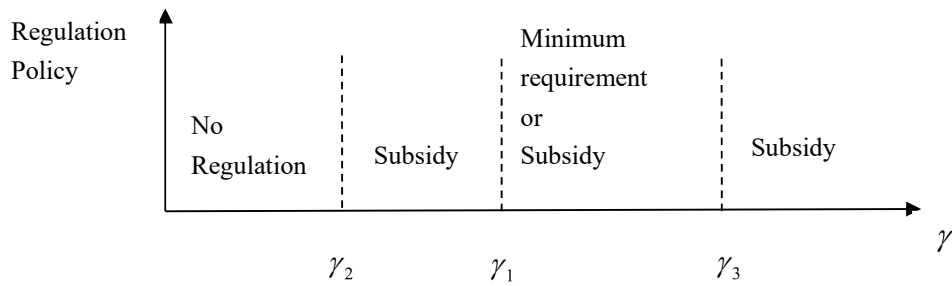 Regulation
Policy
No
Regulation
Subsidy
Minimum
requirement
or
Subsidy
Subsidy
γ
γ₂
γ₁
γ₃